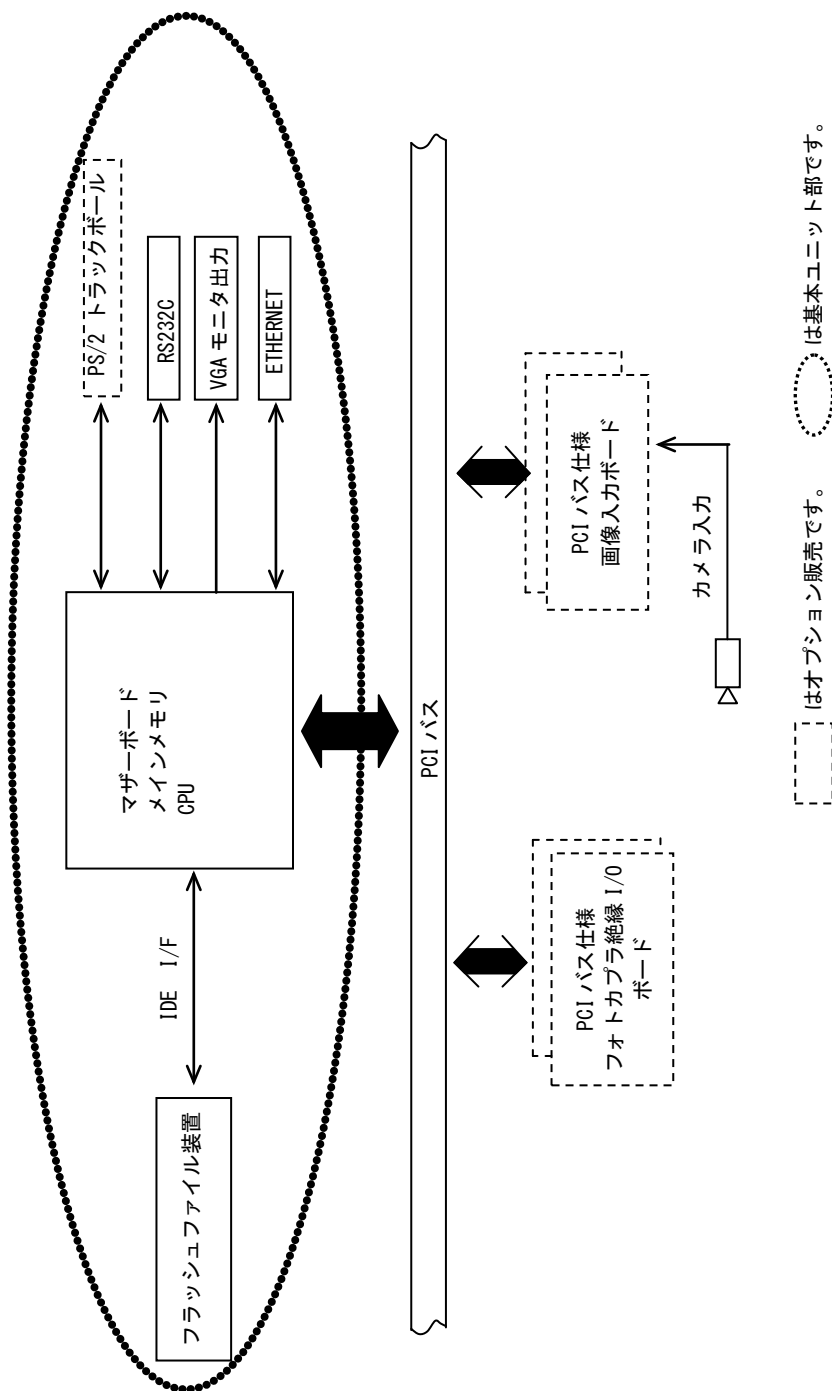 フラッシュファイル装置
IDE I/F
マザーボード
メインメモリ
CPU
PS/2 トラックボール
RS232C
VGA モニタ出力
ETHERNET
PCI バス
PCI バス仕様
フォトカプラ絶縁 I/O
ボード
PCI バス仕様
画像入力ボード
カメラ入力
はオプション販売です。
は基本ユニット部です。